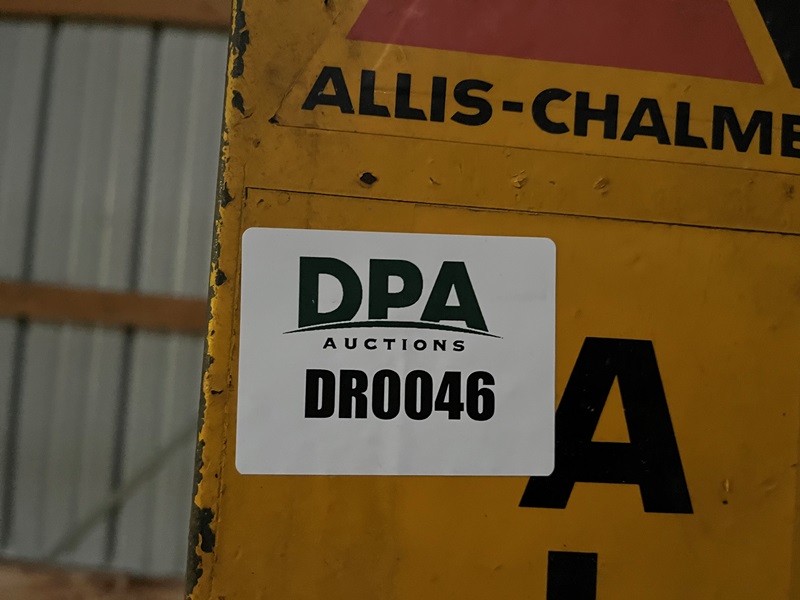 ALLIS-CHALME
DPA
AUCTIONS
DR0046
A